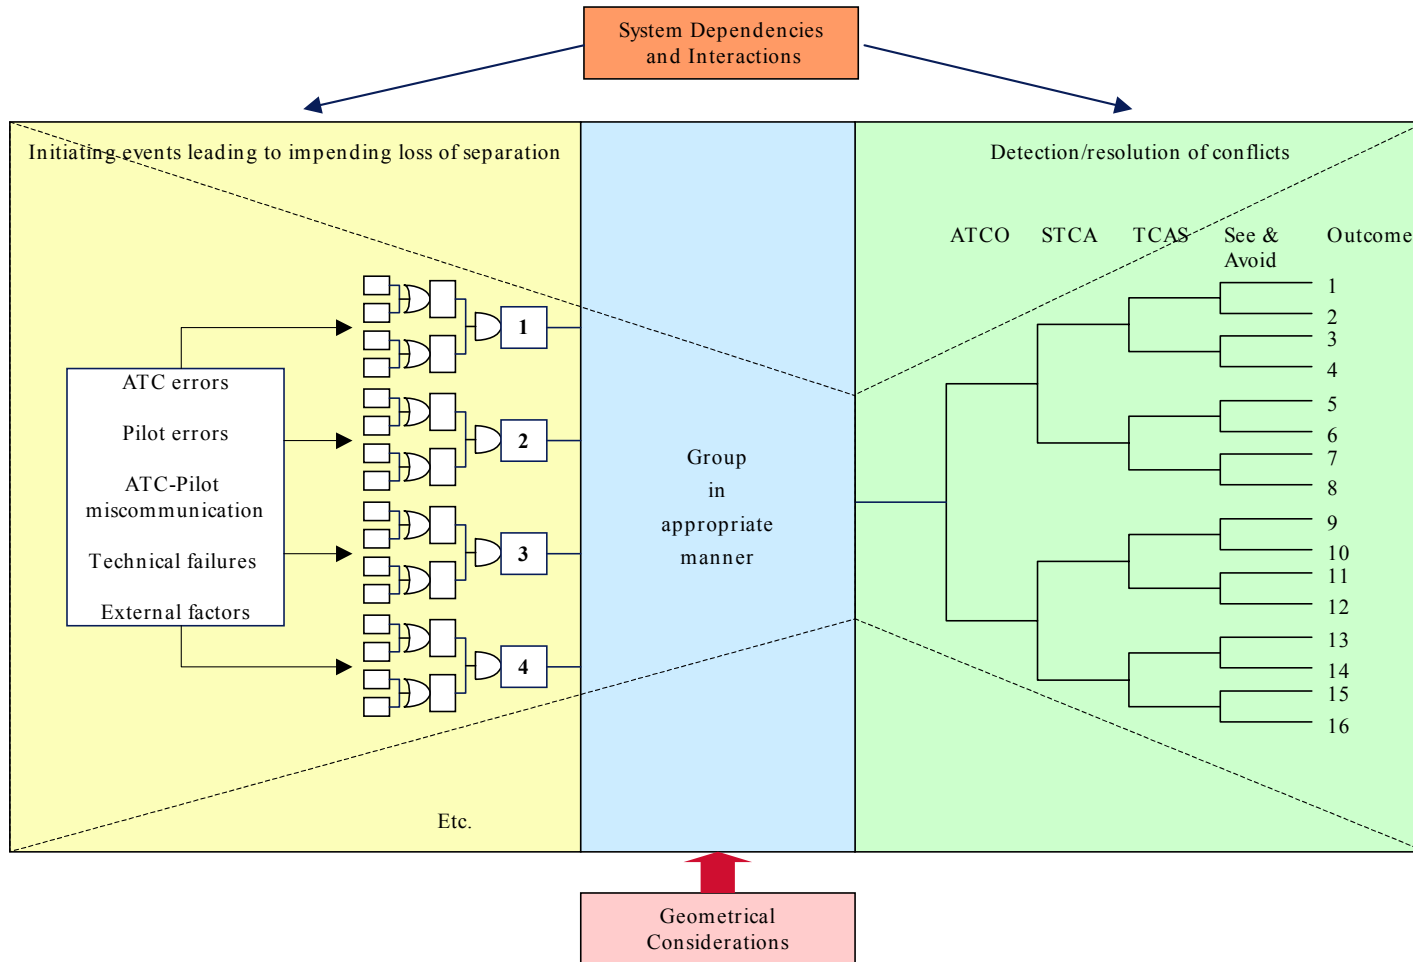 System Dependencies
and Interactions
Initiating events leading to impending loss of separation
Detection/resolution of conflicts
ATCO
STCA
TCAS
See &
Avoid
Outcome
ATC errors
Pilot errors
ATC-Pilot
miscommunication
Technical failures
External factors
1
2
3
4
Etc.
Group
in
appropriate
manner
1
2
3
4
5
6
7
8
9
10
11
12
13
14
15
16
Geometrical
Considerations